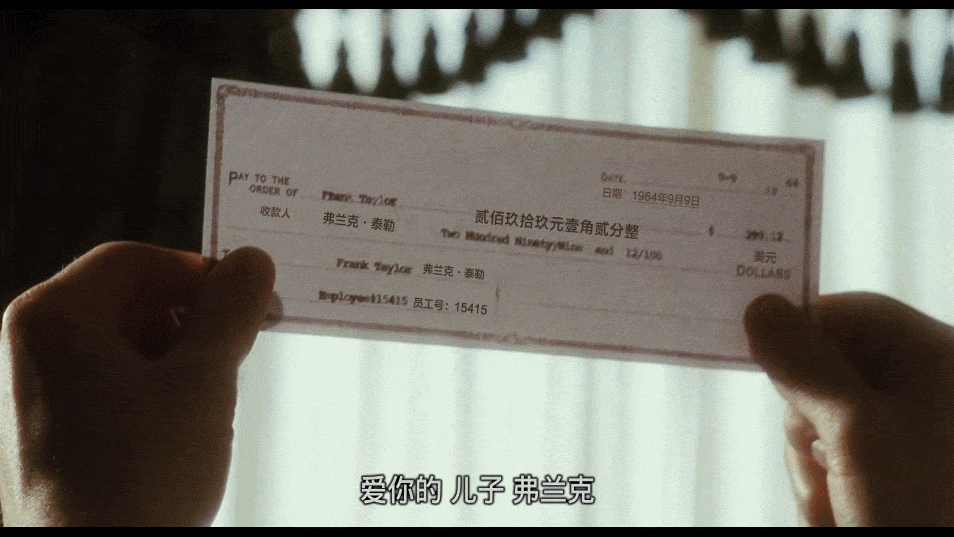 PAY TO THE
ORDER OF
Frank Taylor
收款人
弗兰克·泰勒
DATE
9-9
19 64
日期 1964年9月9日
贰佰玖拾玖元壹角贰分整
Two Hundred Ninety/Nine and 12/100
$ 299.12
美元
DOLLARS
Frank Taylor 弗兰克·泰勒
Employee#15415 员工号：15415
爱你的 儿子 弗兰克